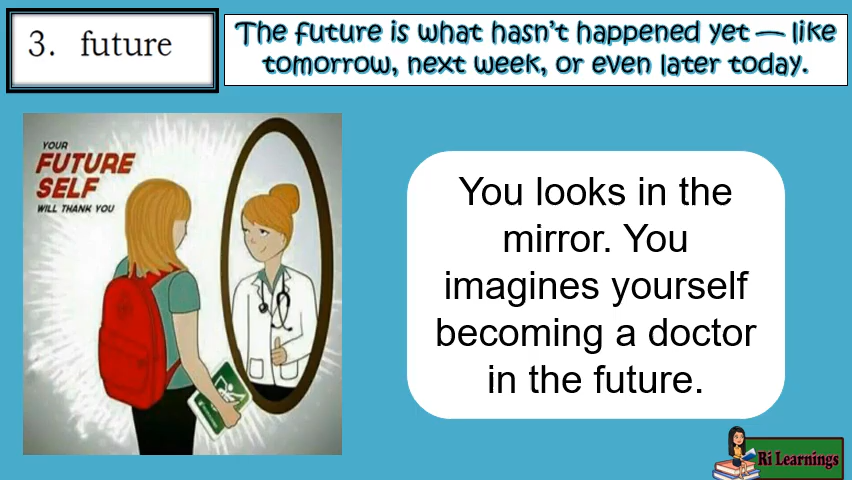 3. future
The future is what hasn't happened yet — like
tomorrow, next week, or even later today.
YOUR
FUTURE
SELF
WILL THANK YOU
You looks in the
mirror. You
imagines yourself
becoming a doctor
in the future.
Ri Learnings